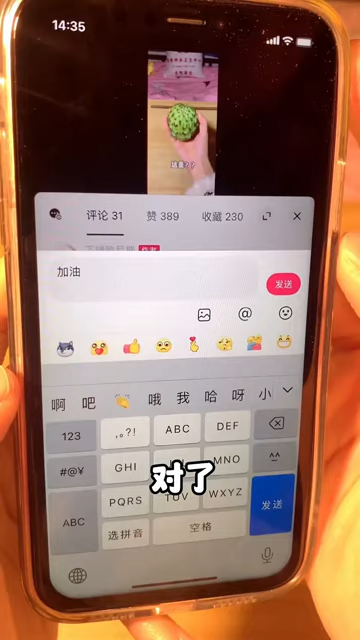 14:35
评论 31 赞 389 收藏 230
加油
发送
@
啊 吧 哦 我 哈 呀 小
123 ,。?! ABC DEF
#@¥ GHI MNO ^^
对了
ABC PQRS TUV WXYZ 发送
选拼音 空格